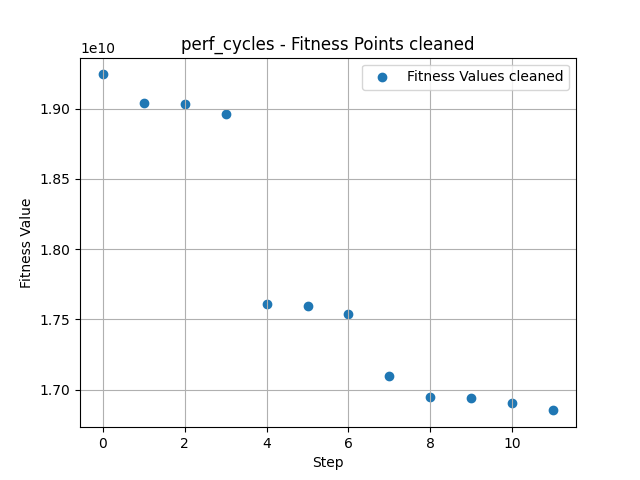 perf_cycles - Fitness Points cleaned
1e10
Fitness Values cleaned
1.90
1.85
1.80
1.75
1.70
Fitness Value
0 2 4 6 8 10
Step